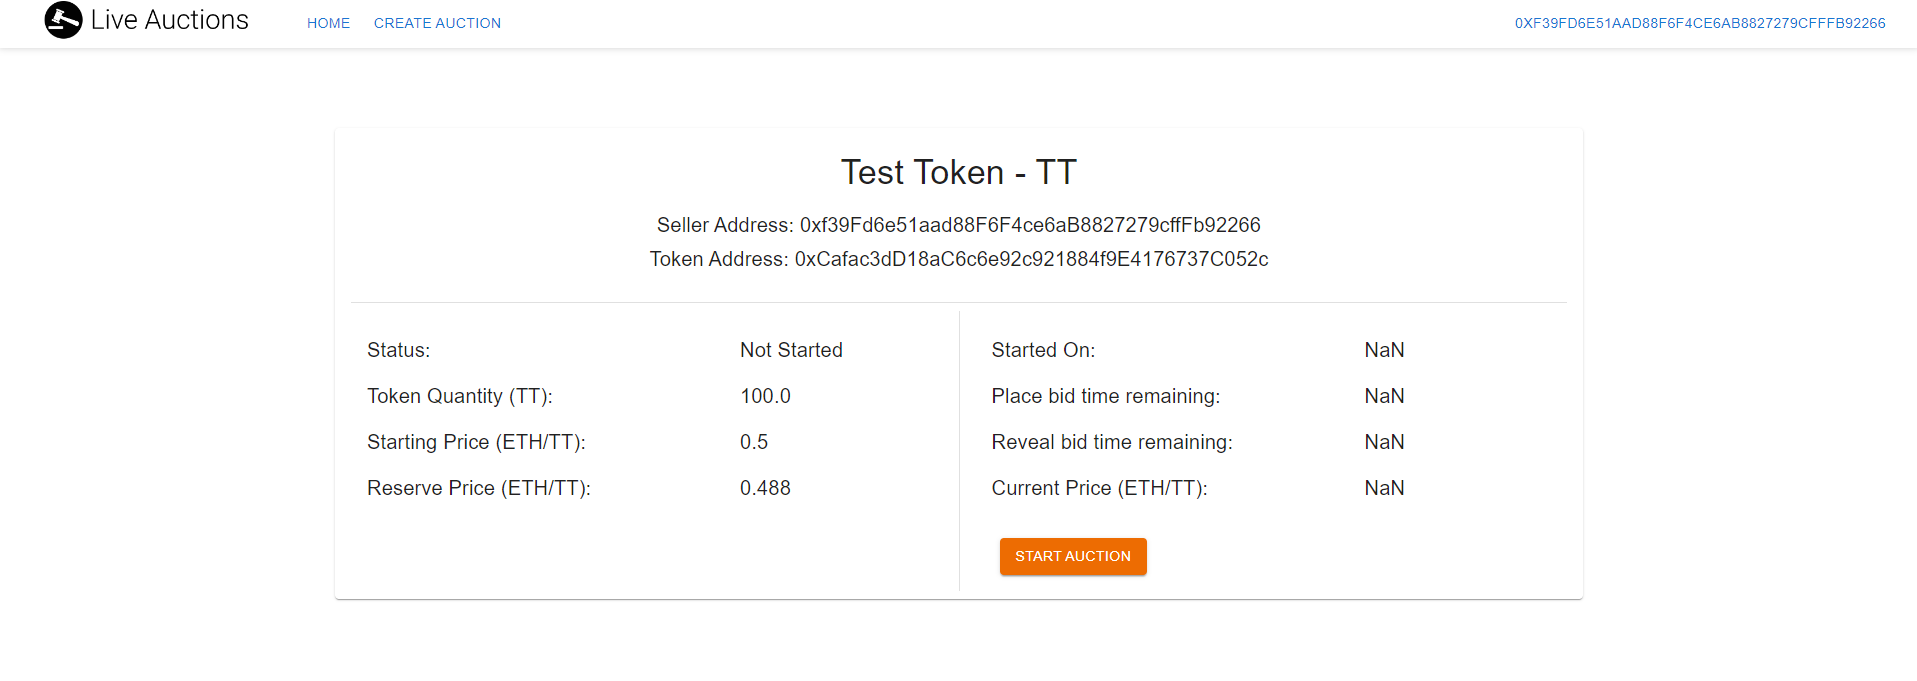 Live Auctions HOME CREATE AUCTION 0XF39FD6E51AAD88F6F4CE6AB8827279CFFFB92266
Test Token - TT
Seller Address: 0xf39Fd6e51aad88F6F4ce6aB8827279cffFb92266
Token Address: 0xCafac3dD18aC6c6e92c921884f9E4176737C052c
Status: Not Started
Token Quantity (TT): 100.0
Starting Price (ETH/TT): 0.5
Reserve Price (ETH/TT): 0.488
Started On: NaN
Place bid time remaining: NaN
Reveal bid time remaining: NaN
Current Price (ETH/TT): NaN
START AUCTION